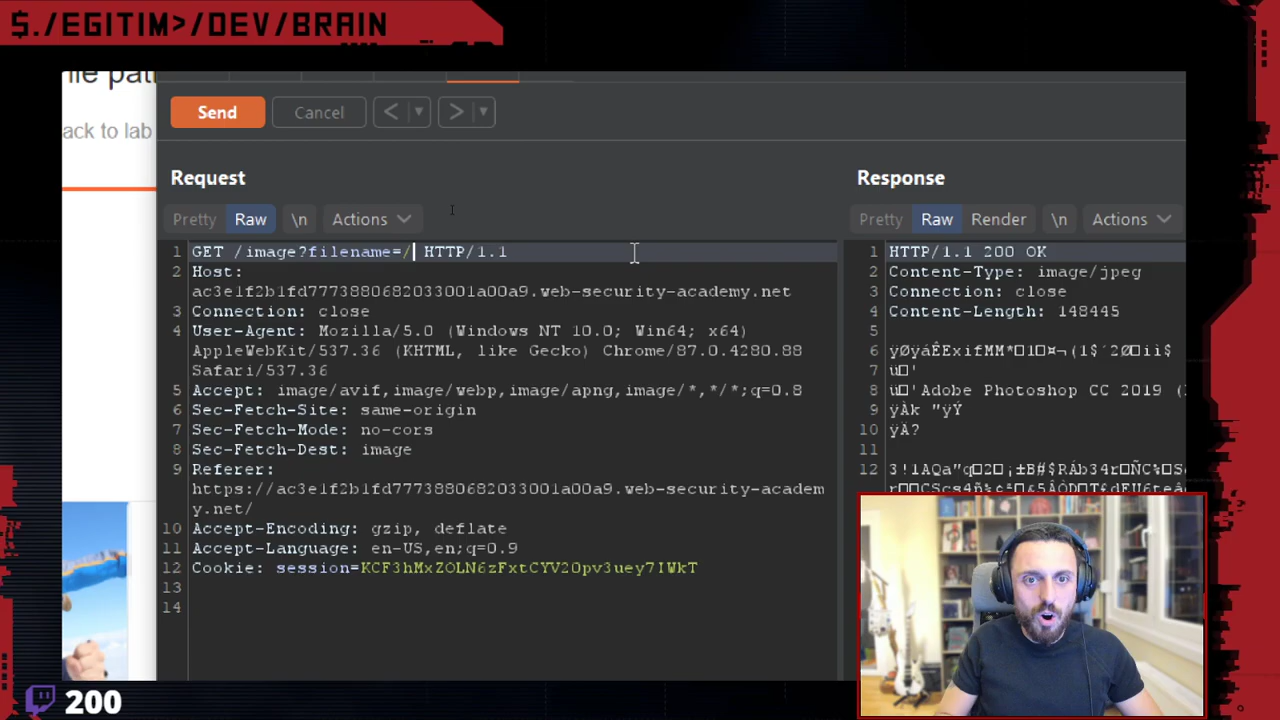 $./EGITIM>/DEV/BRAIN
ile pat
ack to lab
Send
Cancel
Request
Response
Pretty Raw \n Actions
Pretty Raw Render \n Actions
1 GET /image?filename=/ HTTP/1.1
2 Host:
ac3e1f2b1fd7773880682033001a00a9.web-security-academy.net
3 Connection: close
4 User-Agent: Mozilla/5.0 (Windows NT 10.0; Win64; x64)
AppleWebKit/537.36 (KHTML, like Gecko) Chrome/87.0.4280.88
Safari/537.36
5 Accept: image/avif,image/webp,image/apng,image/*,*/*;q=0.8
6 Sec-Fetch-Site: same-origin
7 Sec-Fetch-Mode: no-cors
8 Sec-Fetch-Dest: image
9 Referer:
https://ac3e1f2b1fd7773880682033001a00a9.web-security-academ
y.net/
10 Accept-Encoding: gzip, deflate
11 Accept-Language: en-US,en;q=0.9
12 Cookie: session=KCF3hMxZOLN6zFxtCYV2Opv3uey7IWkT
13
14
1 HTTP/1.1 200 OK
2 Content-Type: image/jpeg
3 Connection: close
4 Content-Length: 148445
5
6
7
8 Adobe Photoshop CC 2019
9
10
11
12
200